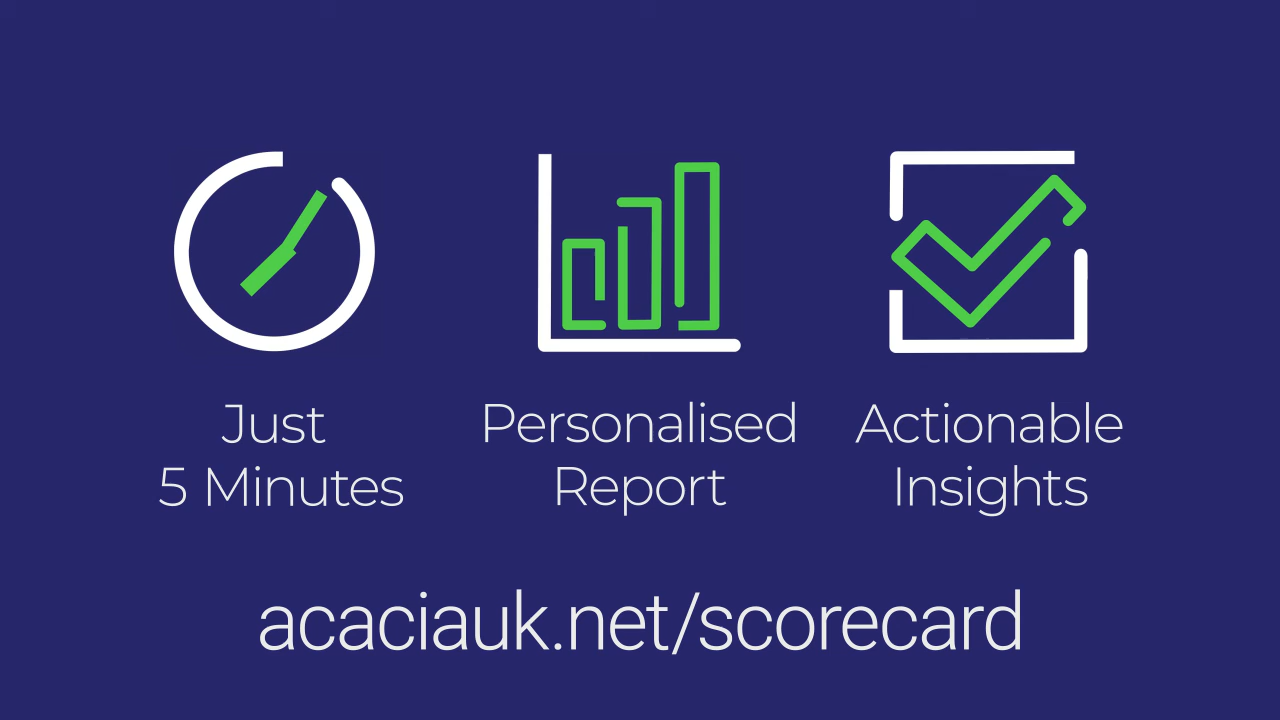 Just
5 Minutes
Personalised
Report
Actionable
Insights
acaciauk.net/scorecard